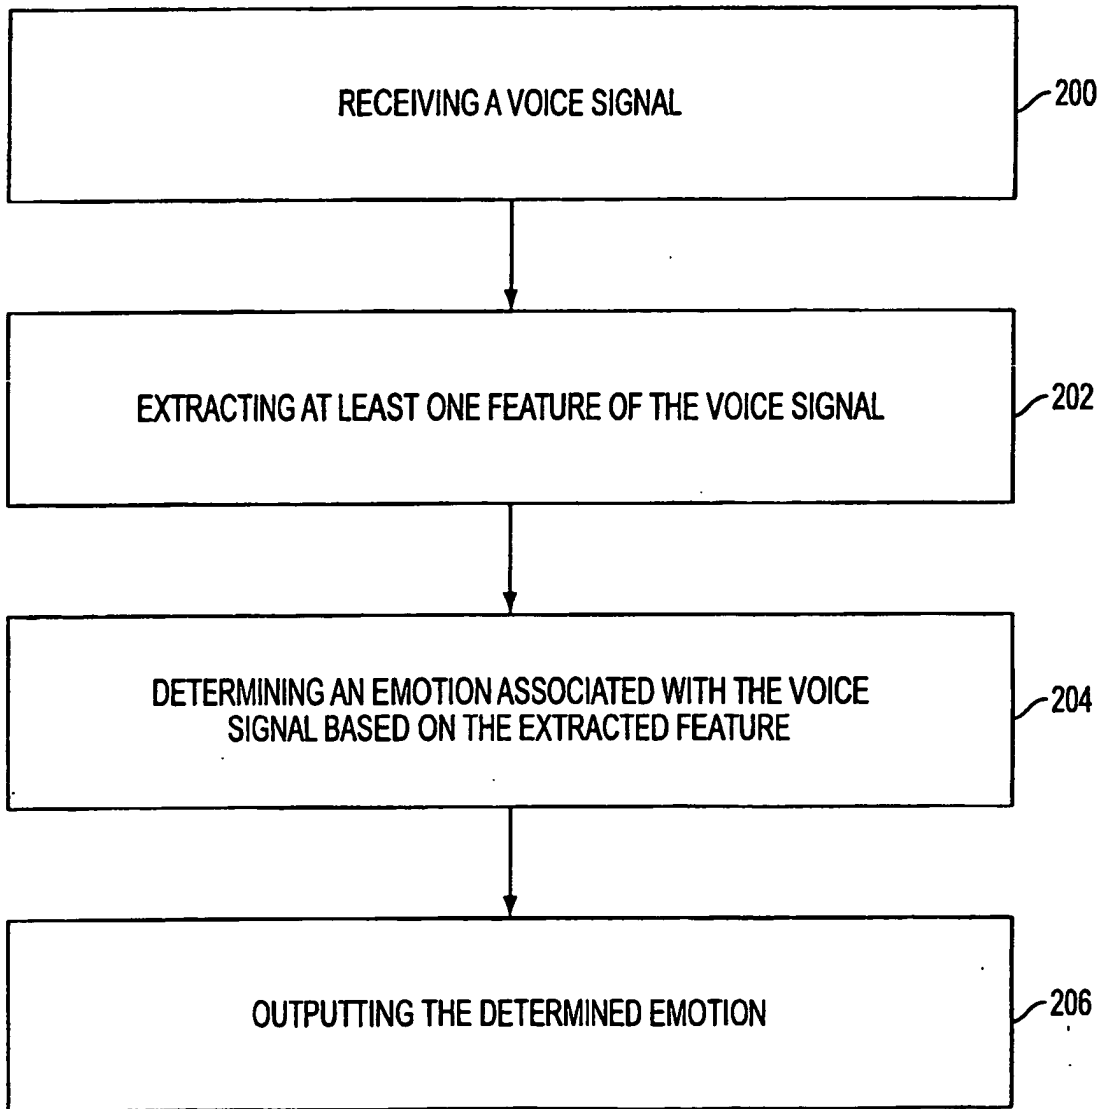 RECEIVING A VOICE SIGNAL
200
EXTRACTING AT LEAST ONE FEATURE OF THE VOICE SIGNAL
202
DETERMINING AN EMOTION ASSOCIATED WITH THE VOICE
SIGNAL BASED ON THE EXTRACTED FEATURE
204
OUTPUTTING THE DETERMINED EMOTION
206